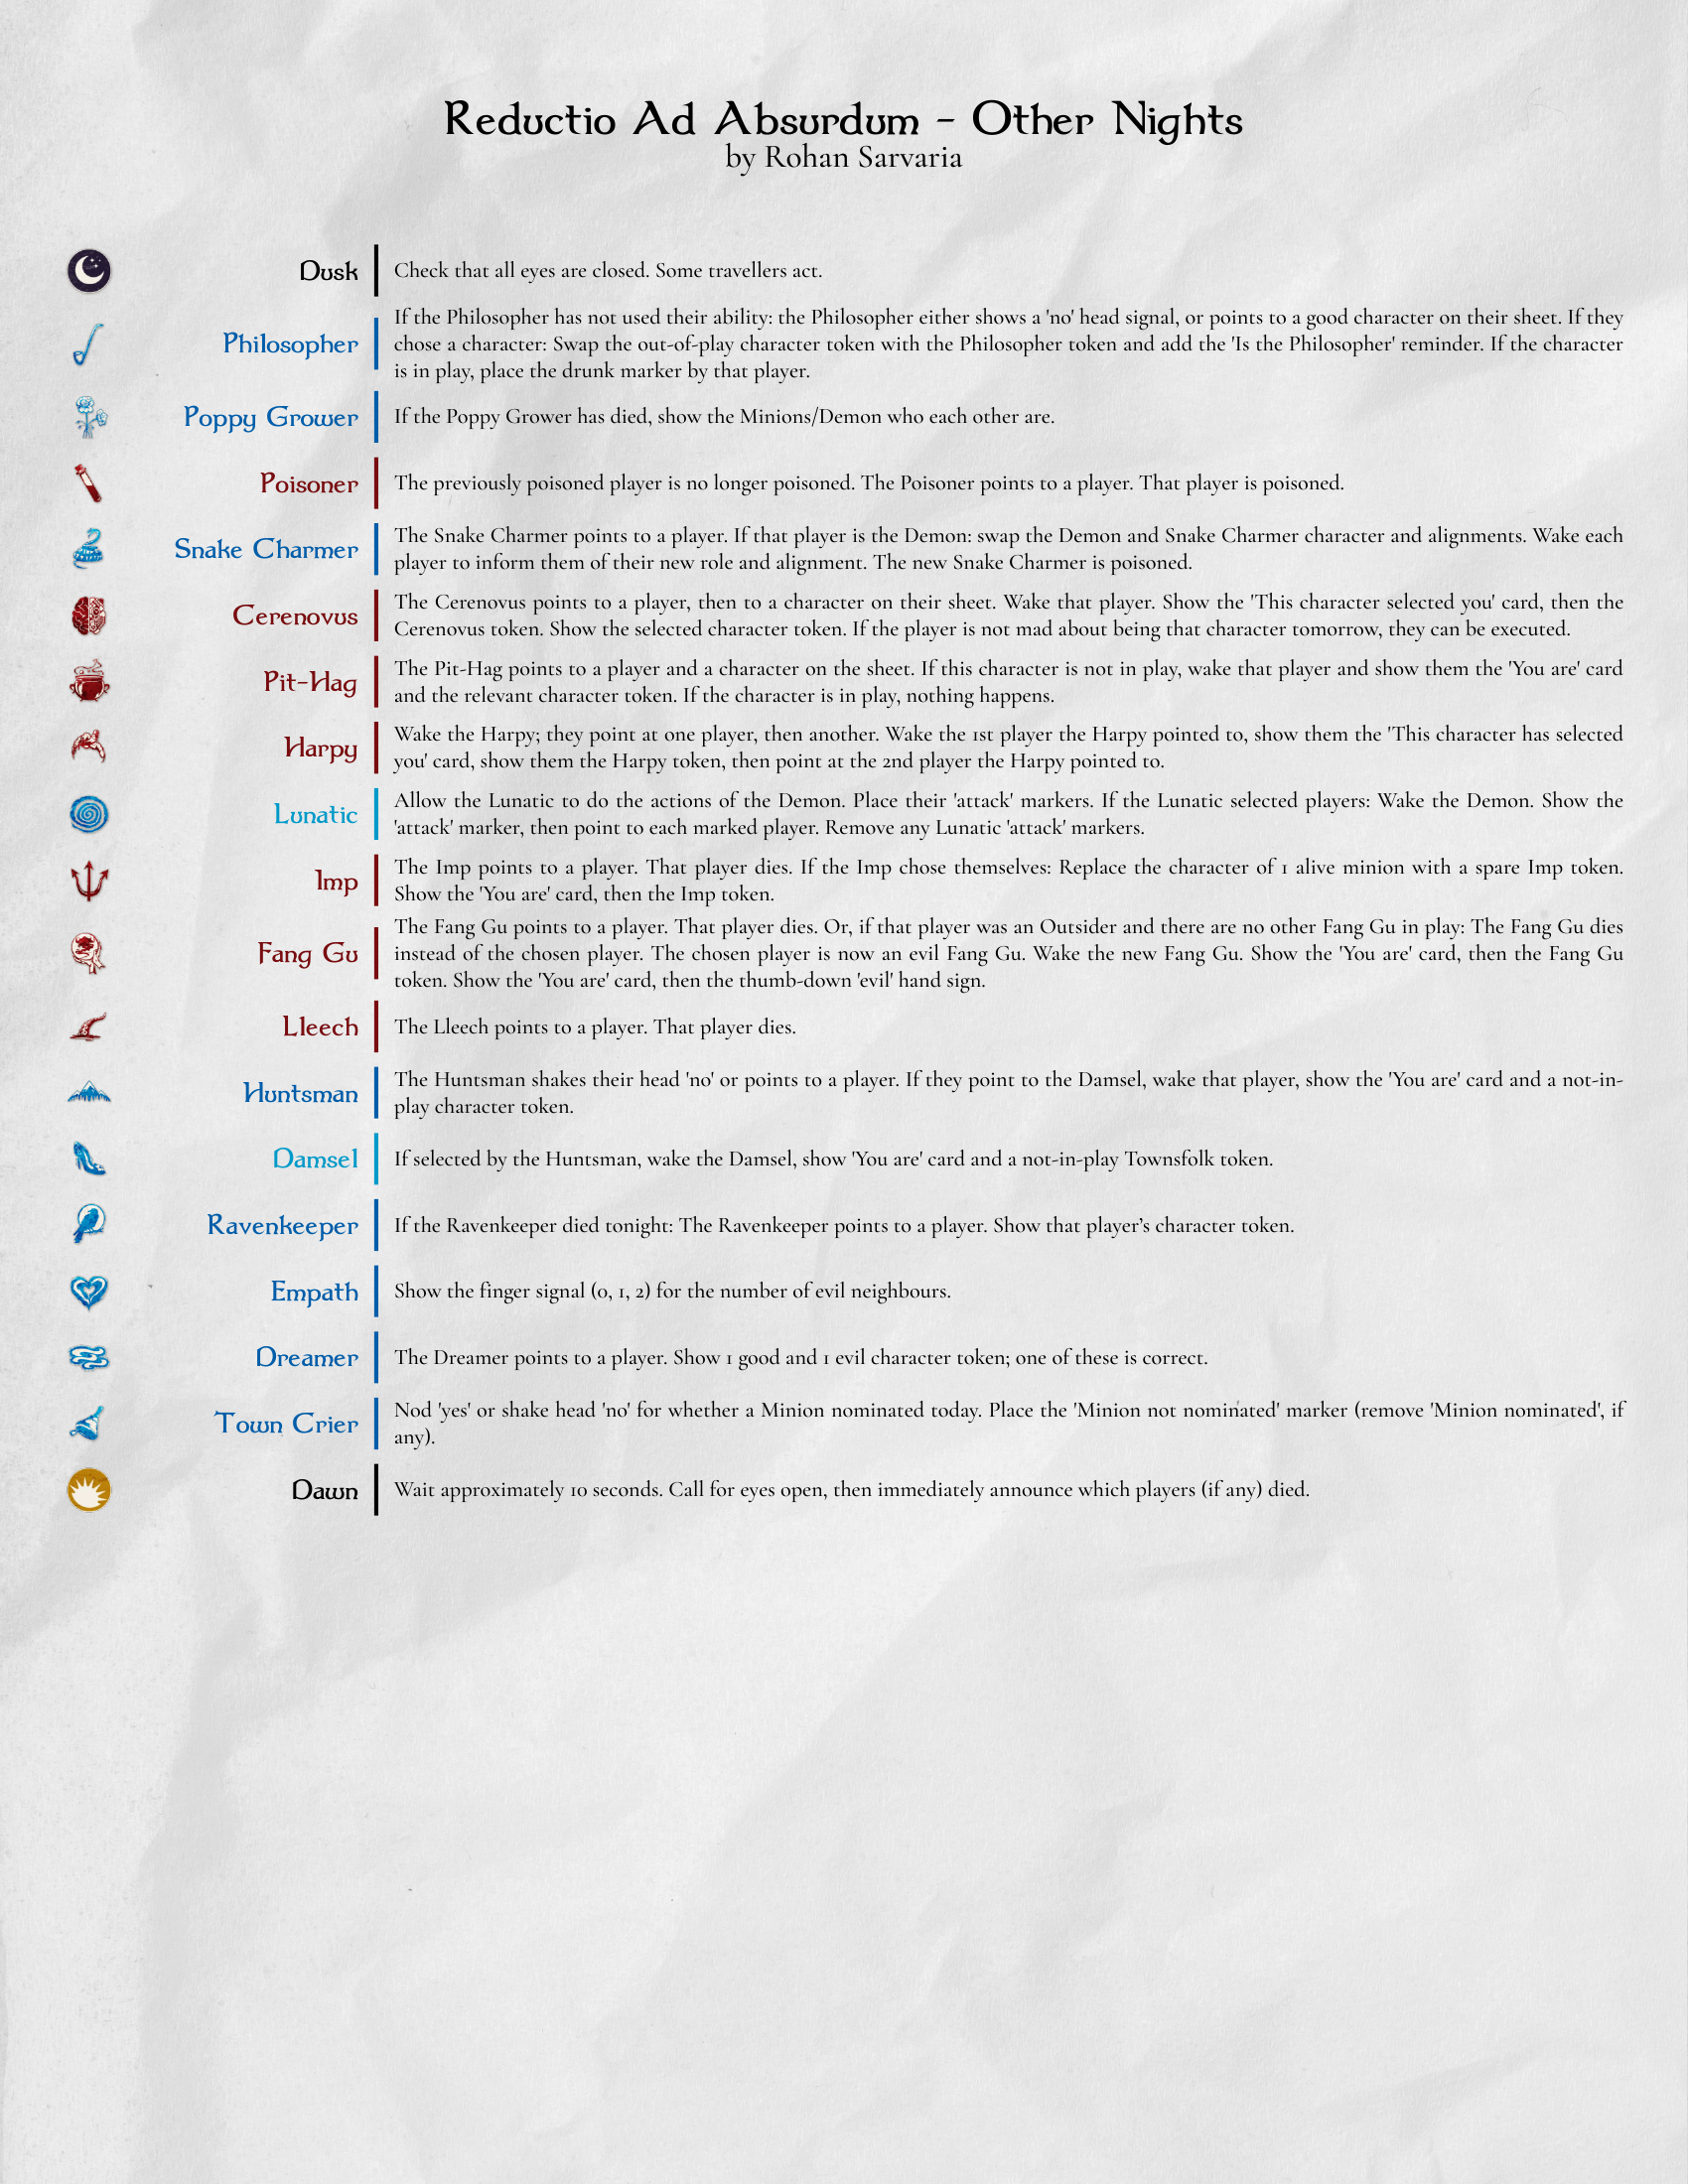 Reductio Ad Absurdum - Other Nights
by Rohan Sarvaria
Dusk
Check that all eyes are closed. Some travellers act.
Philosopher
If the Philosopher has not used their ability: the Philosopher either shows a 'no' head signal, or points to a good character on their sheet. If they
chose a character: Swap the out-of-play character token with the Philosopher token and add the 'Is the Philosopher' reminder. If the character
is in play, place the drunk marker by that player.
Poppy Grower
If the Poppy Grower has died, show the Minions/Demon who each other are.
Poisoner
The previously poisoned player is no longer poisoned. The Poisoner points to a player. That player is poisoned.
Snake Charmer
The Snake Charmer points to a player. If that player is the Demon: swap the Demon and Snake Charmer character and alignments. Wake each
player to inform them of their new role and alignment. The new Snake Charmer is poisoned.
Cerenovus
The Cerenovus points to a player, then to a character on their sheet. Wake that player. Show the 'This character selected you' card, then the
Cerenovus token. Show the selected character token. If the player is not mad about being that character tomorrow, they can be executed.
Pit-Hag
The Pit-Hag points to a player and a character on the sheet. If this character is not in play, wake that player and show them the 'You are' card
and the relevant character token. If the character is in play, nothing happens.
Harpy
Wake the Harpy; they point at one player, then another. Wake the 1st player the Harpy pointed to, show them the 'This character has selected
you' card, show them the Harpy token, then point at the 2nd player the Harpy pointed to.
Lunatic
Allow the Lunatic to do the actions of the Demon. Place their 'attack' markers. If the Lunatic selected players: Wake the Demon. Show the
'attack' marker, then point to each marked player. Remove any Lunatic 'attack' markers.
Imp
The Imp points to a player. That player dies. If the Imp chose themselves: Replace the character of 1 alive minion with a spare Imp token.
Show the 'You are' card, then the Imp token.
Fang Gu
The Fang Gu points to a player. That player dies. Or, if that player was an Outsider and there are no other Fang Gu in play: The Fang Gu dies
instead of the chosen player. The chosen player is now an evil Fang Gu. Wake the new Fang Gu. Show the 'You are' card, then the Fang Gu
token. Show the 'You are' card, then the thumb-down 'evil' hand sign.
Lleech
The Lleech points to a player. That player dies.
Huntsman
The Huntsman shakes their head 'no' or points to a player. If they point to the Damsel, wake that player, show the 'You are' card and a not-in-
play character token.
Damsel
If selected by the Huntsman, wake the Damsel, show 'You are' card and a not-in-play Townsfolk token.
Ravenkeeper
If the Ravenkeeper died tonight: The Ravenkeeper points to a player. Show that player’s character token.
Empath
Show the finger signal (0, 1, 2) for the number of evil neighbours.
Dreamer
The Dreamer points to a player. Show 1 good and 1 evil character token; one of these is correct.
Town Crier
Nod 'yes' or shake head 'no' for whether a Minion nominated today. Place the 'Minion not nominated' marker (remove 'Minion nominated', if
any).
Dawn
Wait approximately 10 seconds. Call for eyes open, then immediately announce which players (if any) died.